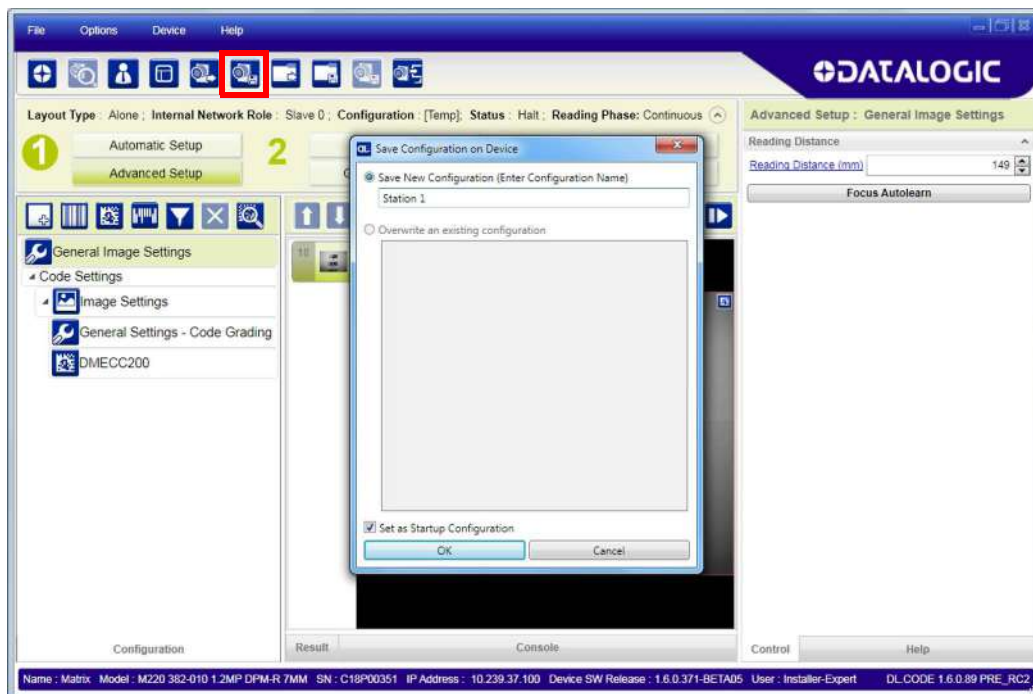 File Options Device Help
DATALOGIC
Layout Type : Alone ; Internal Network Role : Slave 0 ; Configuration : [Temp]; Status : Halt ; Reading Phase: Continuous
1 Automatic Setup
Advanced Setup
2
Advanced Setup : General Image Settings
Reading Distance
Reading Distance (mm) 149
Focus Autolearn
General Image Settings
Code Settings
Image Settings
General Settings - Code Grading
DMECC200
Save Configuration on Device
Save New Configuration (Enter Configuration Name)
Station 1
Overwrite an existing configuration
Set as Startup Configuration
OK Cancel
Configuration
Result Console
Control Help
Name : Matrix Model : M220 382-010 1.2MP DPM-R 7MM SN : C18P00351 IP Address : 10.239.37.100 Device SW Release : 1.6.0.371-BETA05 User : Installer-Expert DL.CODE 1.6.0.89 PRE_RC2